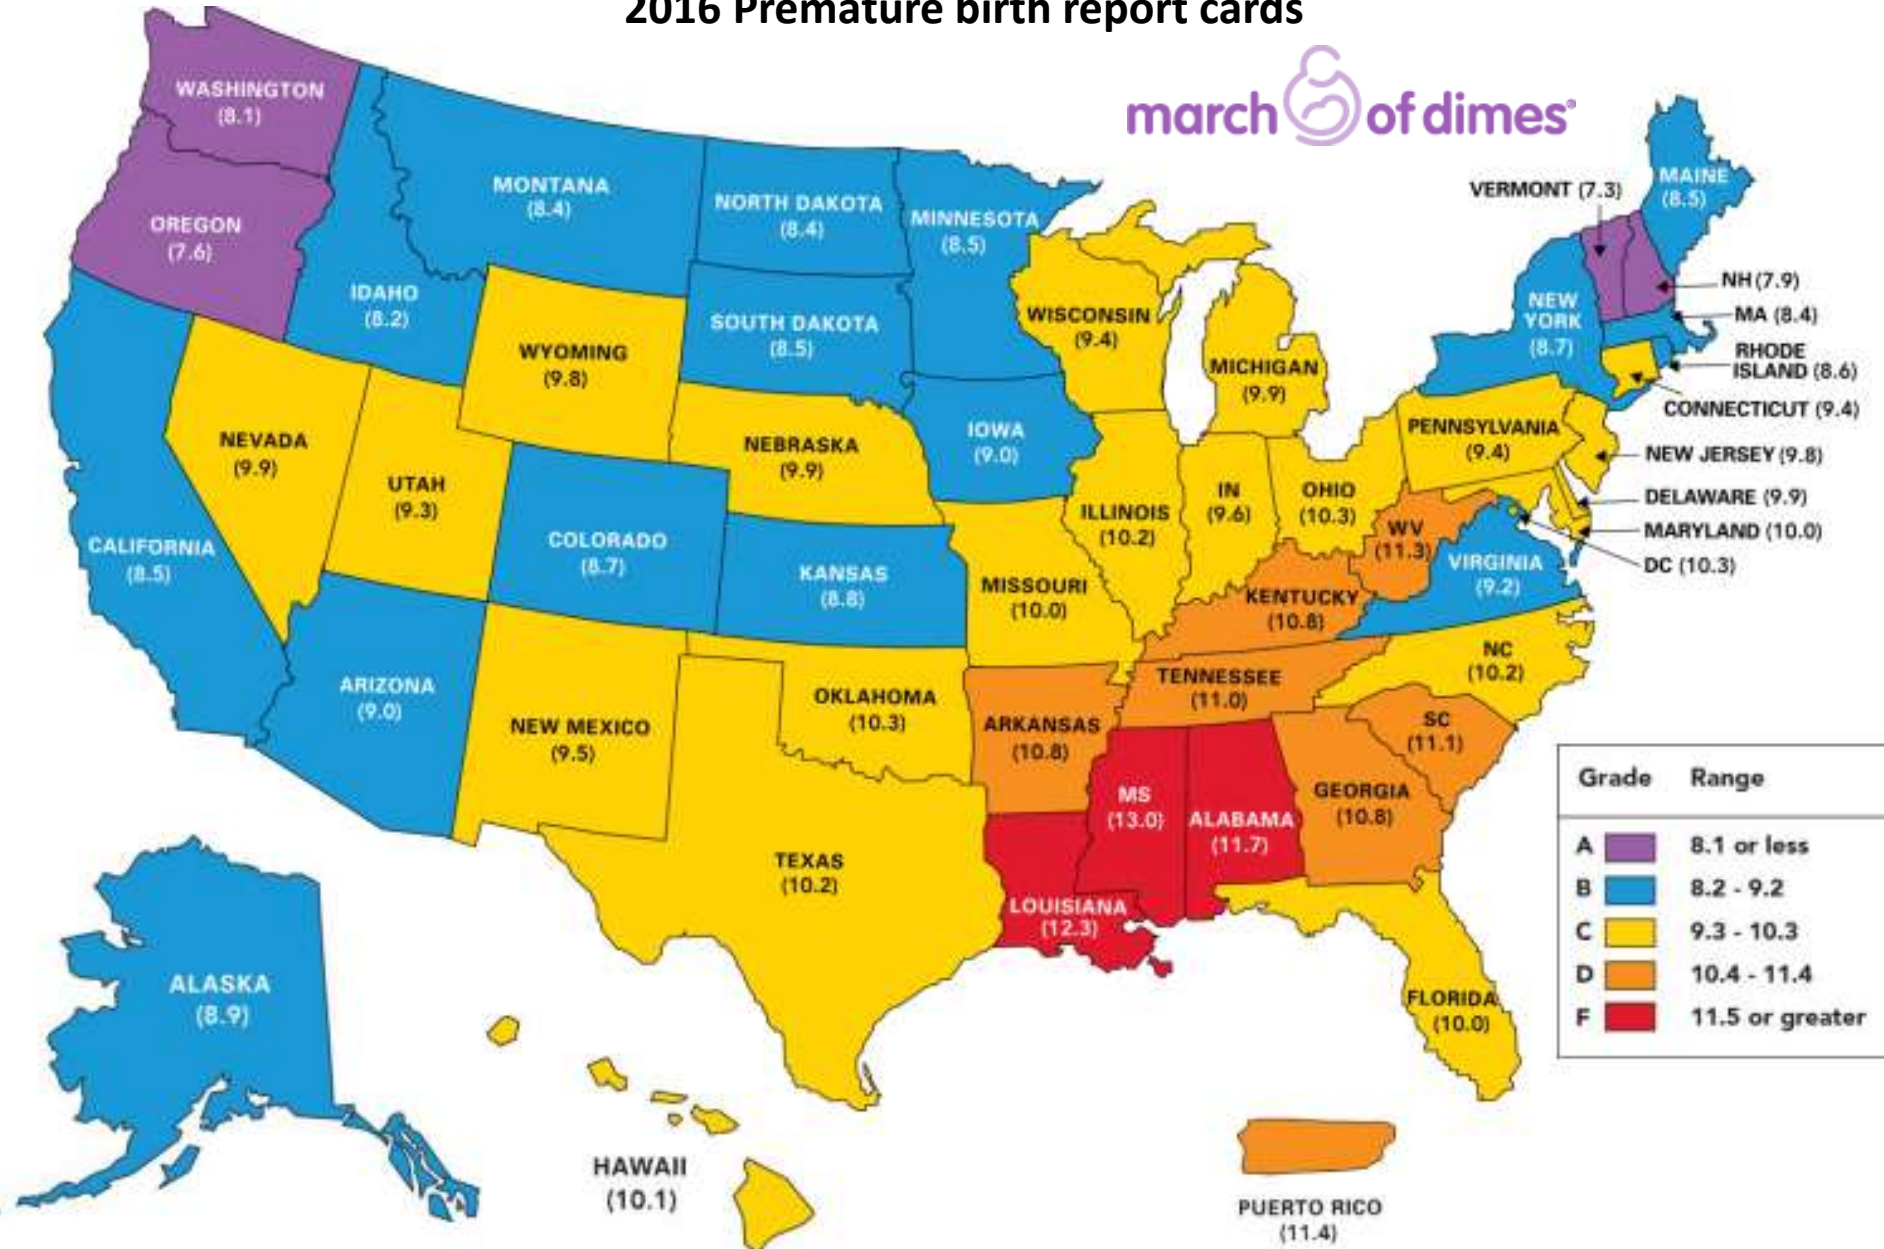 2016 Premature birth report cards
march of dimes®
WASHINGTON
(8.1)
OREGON
(7.6)
MONTANA
(8.4)
IDAHO
(8.2)
NORTH DAKOTA
(8.4)
MINNESOTA
(8.5)
SOUTH DAKOTA
(8.5)
WYOMING
(9.8)
WISCONSIN
(9.4)
MICHIGAN
(9.9)
VERMONT (7.3)
MAINE
(8.5)
NH (7.9)
MA (8.4)
NEW
YORK
(8.7)
RHODE
ISLAND (8.6)
CONNECTICUT (9.4)
PENNSYLVANIA
(9.4)
NEW JERSEY (9.8)
DELAWARE (9.9)
MARYLAND (10.0)
DC (10.3)
NEVADA
(9.9)
UTAH
(9.3)
NEBRASKA
(9.9)
IOWA
(9.0)
ILLINOIS
(10.2)
IN
(9.6)
OHIO
(10.3)
WV
(11.3)
VIRGINIA
(9.2)
CALIFORNIA
(8.5)
COLORADO
(8.7)
KANSAS
(8.8)
MISSOURI
(10.0)
KENTUCKY
(10.8)
NC
(10.2)
TENNESSEE
(11.0)
ARIZONA
(9.0)
NEW MEXICO
(9.5)
OKLAHOMA
(10.3)
ARKANSAS
(10.8)
SC
(11.1)
MS
(13.0)
ALABAMA
(11.7)
GEORGIA
(10.8)
TEXAS
(10.2)
LOUISIANA
(12.3)
FLORIDA
(10.0)
ALASKA
(8.9)
HAWAII
(10.1)
PUERTO RICO
(11.4)
Grade Range
A 8.1 or less
B 8.2 - 9.2
C 9.3 - 10.3
D 10.4 - 11.4
F 11.5 or greater